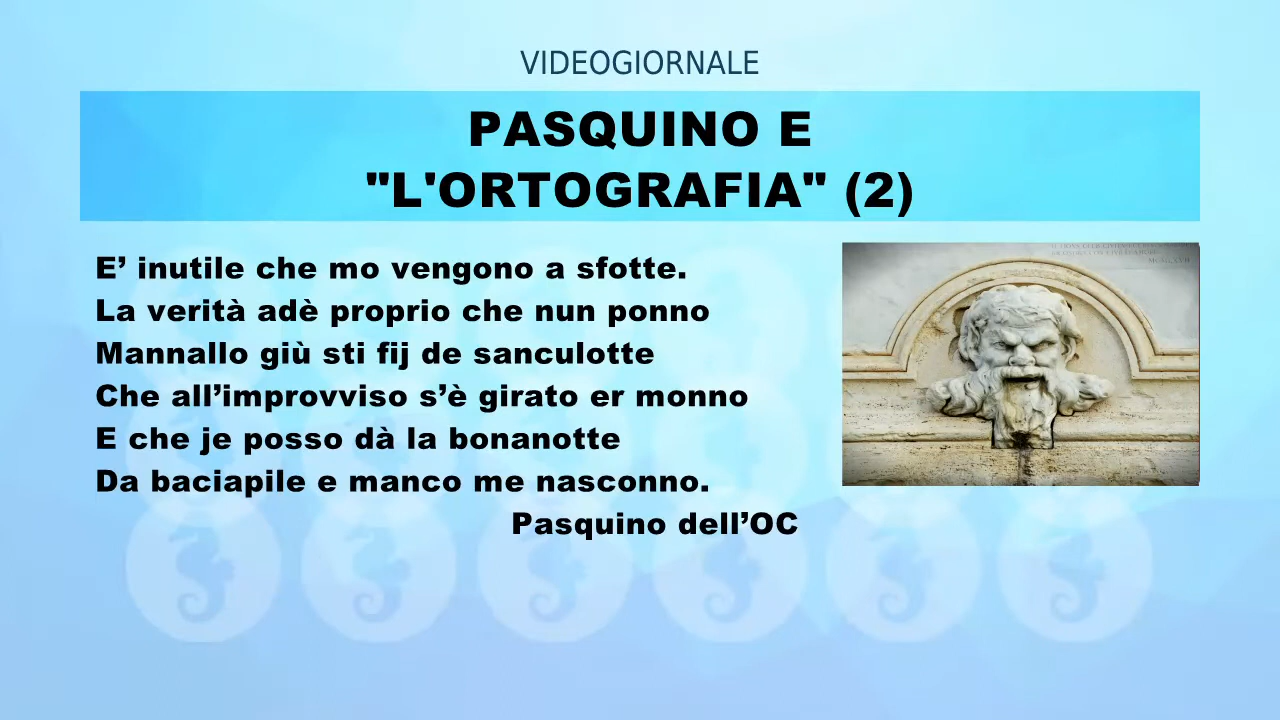 VIDEOGIORNALE
PASQUINO E
"L'ORTOGRAFIA" (2)
E’ inutile che mo vengono a sfotte.
La verità adè proprio che nun ponno
Mannallo giù sti fij de sanculotte
Che all’improvviso s’è girato er monno
E che je posso dà la bonanotte
Da baciapile e manco me nasconno.
Pasquino dell’OC